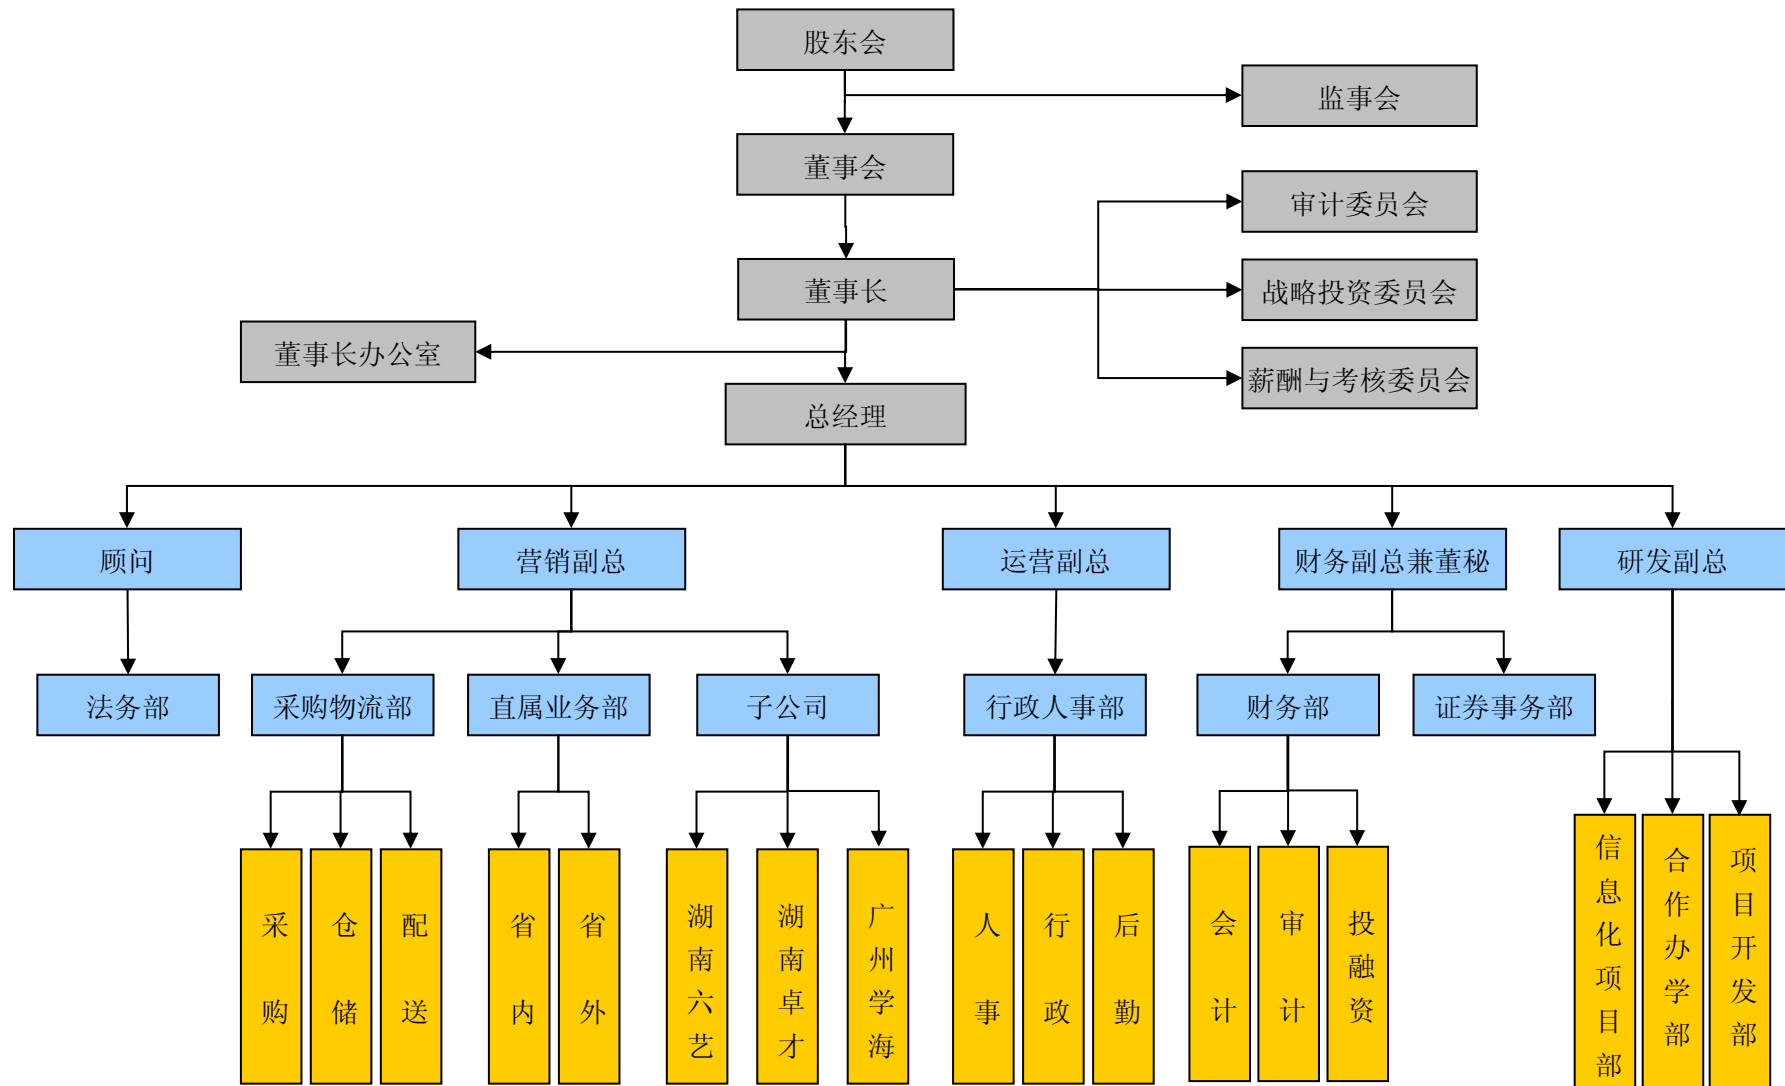 股东会
监事会
董事会
审计委员会
董事长
战略投资委员会
董事长办公室
薪酬与考核委员会
总经理
顾问
营销副总
运营副总
财务副总兼董秘
研发副总
法务部
采购物流部
直属业务部
子公司
行政人事部
财务部
证券事务部
采购
仓储
配送
省内
省外
湖南六艺
湖南卓才
广州学海
人事
行政
后勤
会计
审计
投融资
信息化项目部
合作办学部
项目开发部